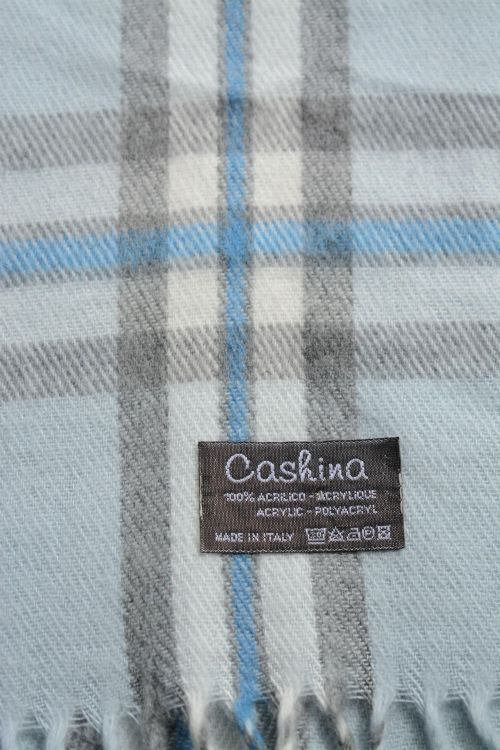 Cashina
100% ACRILICO - ACRYLIQUE
ACRYLIC - POLYACRYL
MADE IN ITALY